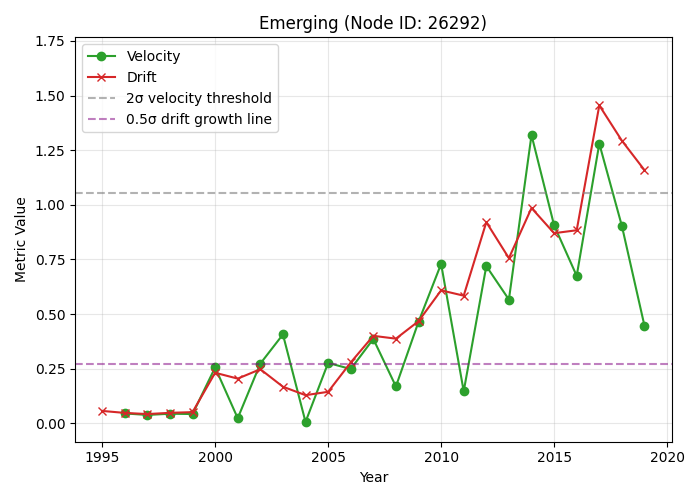 Emerging (Node ID: 26292)
Velocity
Drift
2σ velocity threshold
0.5σ drift growth line
Metric Value
1.75
1.50
1.25
1.00
0.75
0.50
0.25
0.00
1995 2000 2005 2010 2015 2020
Year